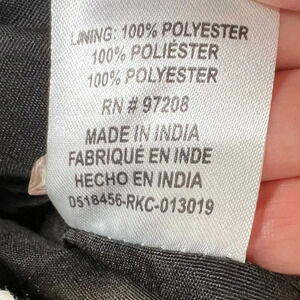 LINING: 100% POLYESTER
100% POLIÉSTER
100% POLYESTER
RN # 97208
MADE IN INDIA
FABRIQUÉ EN INDE
HECHO EN INDIA
DS18456-RKC-013019